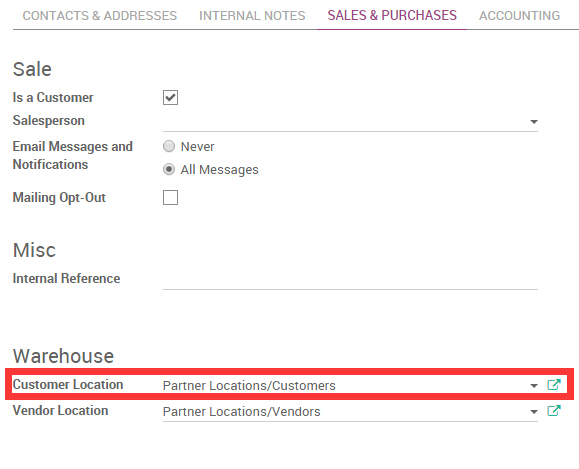 CONTACTS & ADDRESSES INTERNAL NOTES SALES & PURCHASES ACCOUNTING
Sale
Is a Customer
Salesperson
Email Messages and Notifications
Never
All Messages
Mailing Opt-Out
Misc
Internal Reference
Warehouse
Customer Location Partner Locations/Customers
Vendor Location Partner Locations/Vendors